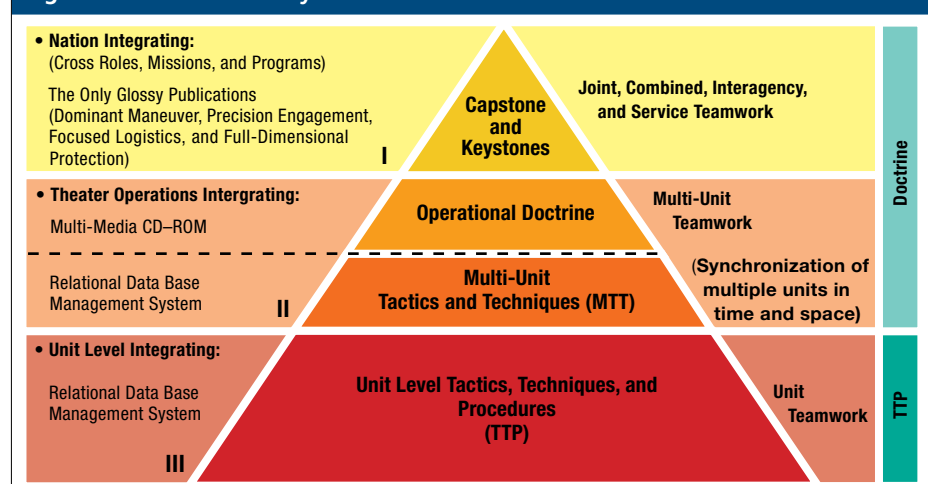 • Nation Integrating:
(Cross Roles, Missions, and Programs)
The Only Glossy Publications
(Dominant Maneuver, Precision Engagement,
Focused Logistics, and Full-Dimensional
Protection)
I
Capstone
and
Keystones
Joint, Combined, Interagency,
and Service Teamwork
• Theater Operations Intergrating:
Multi-Media CD–ROM
Operational Doctrine
Multi-Unit
Teamwork
Relational Data Base
Management System
II
Multi-Unit
Tactics and Techniques (MTT)
(Synchronization of
multiple units in
time and space)
Doctrine
• Unit Level Integrating:
Relational Data Base
Management System
III
Unit Level Tactics, Techniques, and
Procedures
(TTP)
Unit
Teamwork
TTP